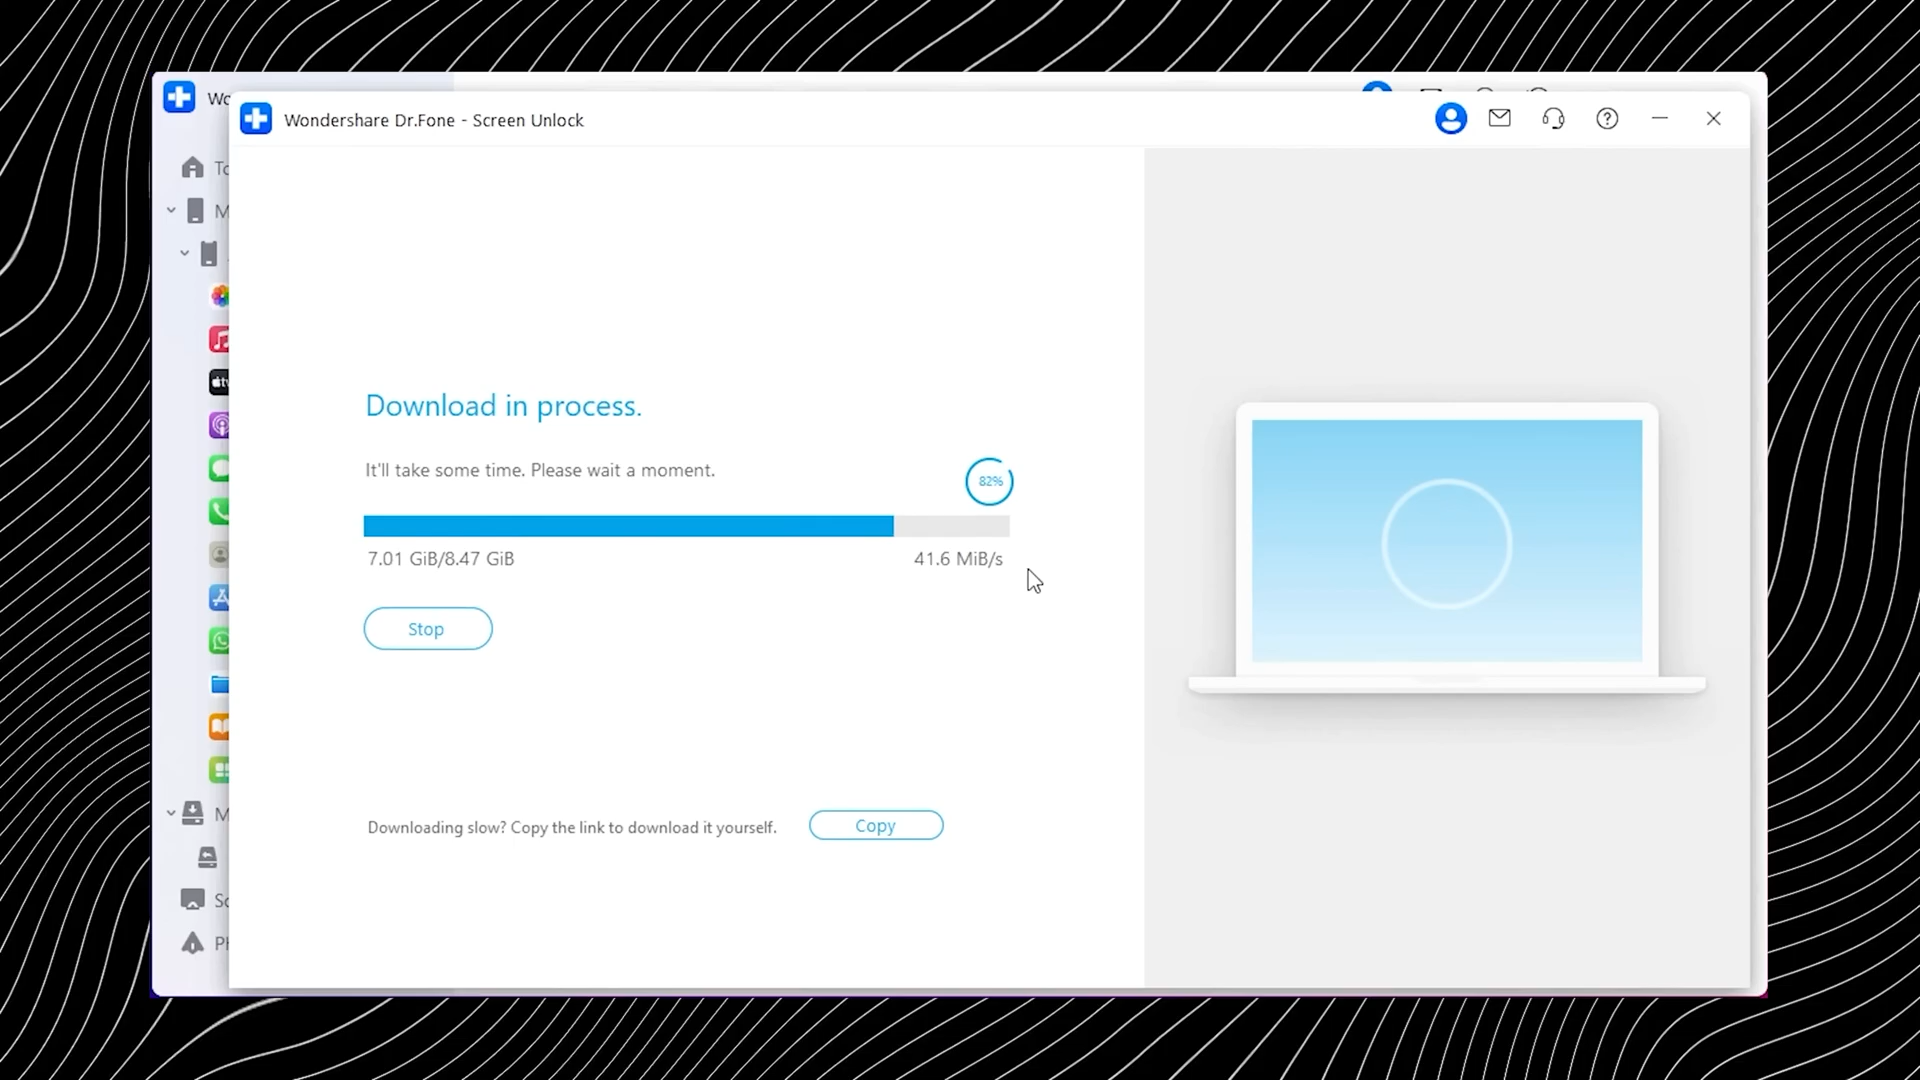 Wondershare Dr.Fone - Screen Unlock
Download in process.
It'll take some time. Please wait a moment.
82%
7.01 GiB/8.47 GiB
41.6 MiB/s
Stop
Downloading slow? Copy the link to download it yourself.
Copy